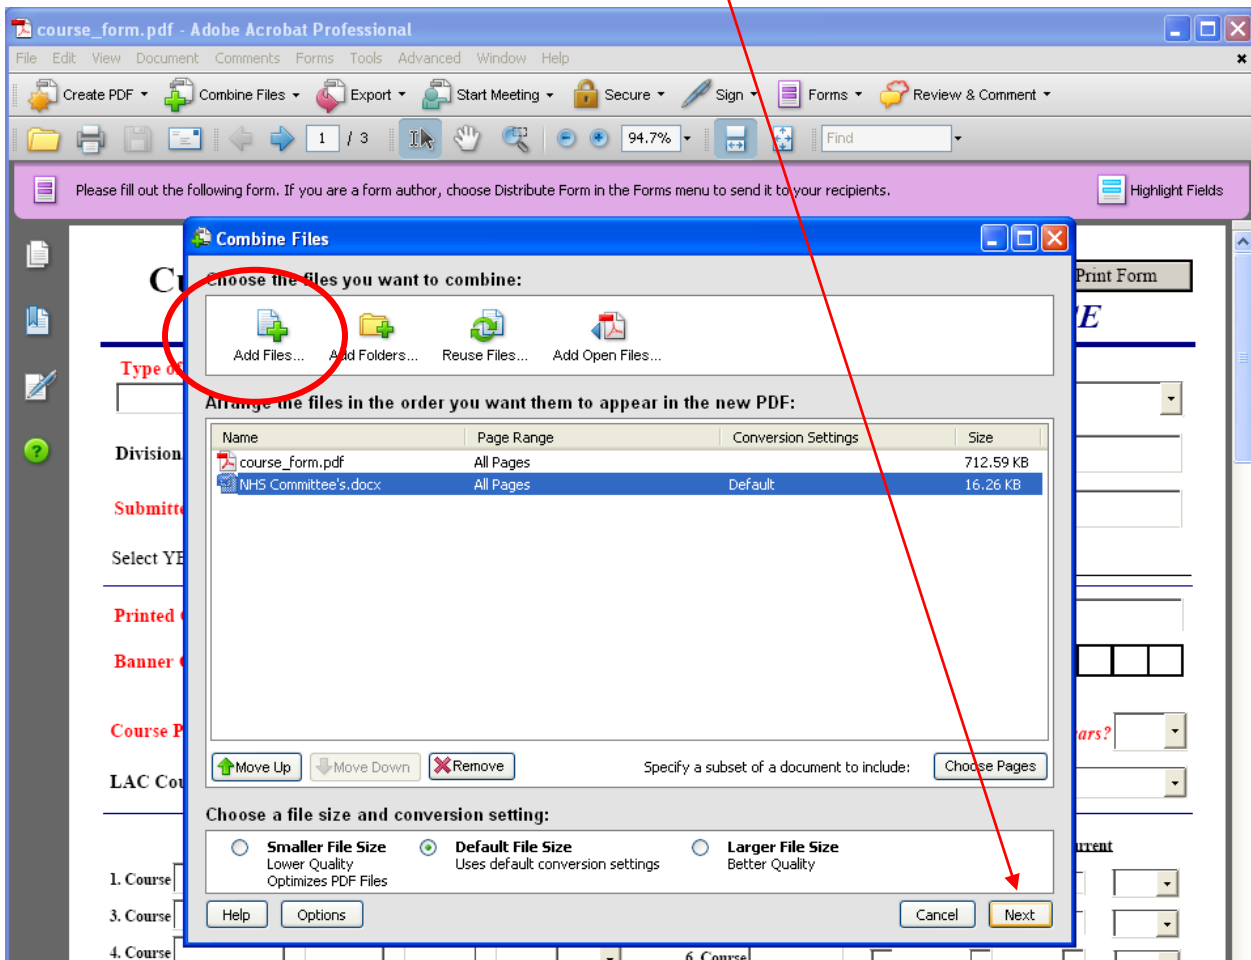 course_form.pdf - Adobe Acrobat Professional
File Edit View Document Comments Forms Tools Advanced Window Help
Create PDF Combine Files Export Start Meeting Secure Sign Forms Review & Comment
1 / 3 94.7% Find
Please fill out the following form. If you are a form author, choose Distribute Form in the Forms menu to send it to your recipients. Highlight Fields
Combine Files
Choose the files you want to combine:
Print Form
Add Files... Add Folders... Reuse Files... Add Open Files...
Type of
Arrange the files in the order you want them to appear in the new PDF:
Name Page Range Conversion Settings Size
Division
course_form.pdf All Pages 712.59 KB
NHS Committee's.docx All Pages Default 16.26 KB
Submitte
Select YE
Printed
Banner
Course P
ars?
Move Up Move Down Remove Specify a subset of a document to include: Choose Pages
LAC Cou
Choose a file size and conversion setting:
Smaller File Size Default File Size Larger File Size
Lower Quality Uses default conversion settings Better Quality
Optimizes PDF Files
urrent
1. Course
3. Course
Help Options Cancel Next
4. Course 6. Course